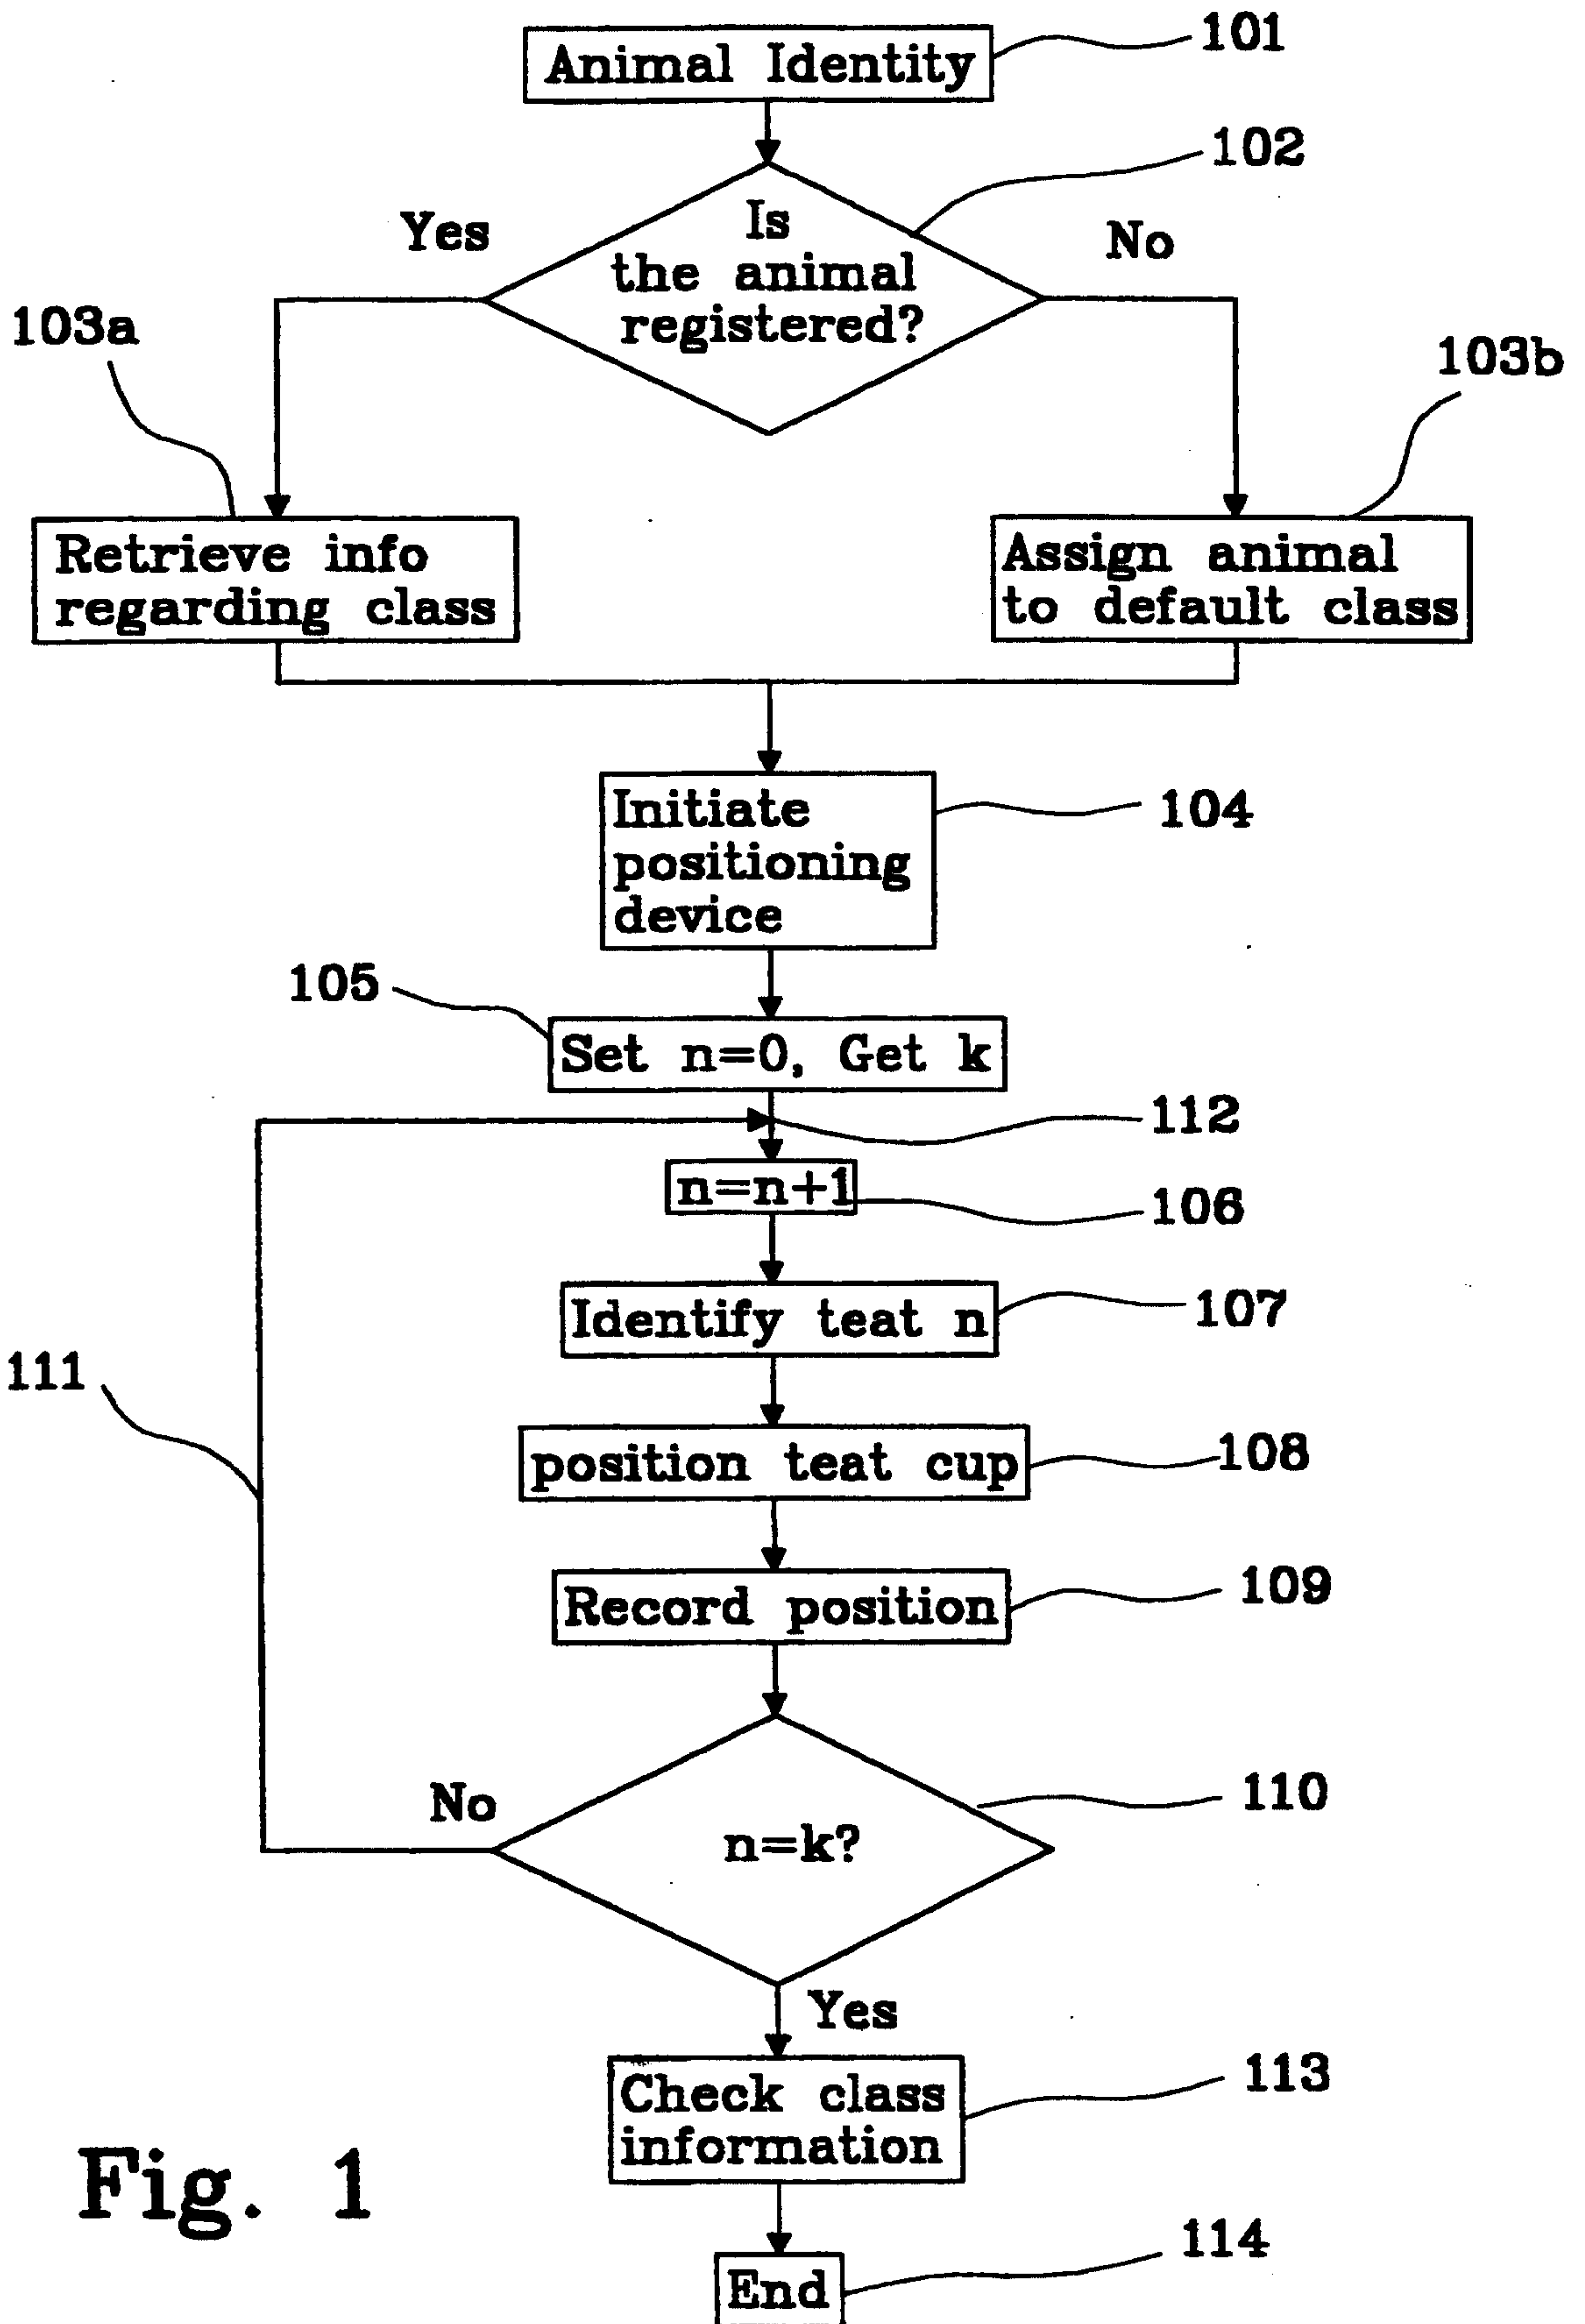 Animal Identity
101
102
Yes
Is
the animal
registered?
No
103a
103b
Retrieve info
regarding class
Assign animal
to default class
Initiate
positioning
device
104
105
Set n=0, Get k
112
n=n+1
106
Identify teat n
107
111
position teat cup
108
Record position
109
No
n=k?
110
Yes
Check class
information
113
Fig. 1
End
114